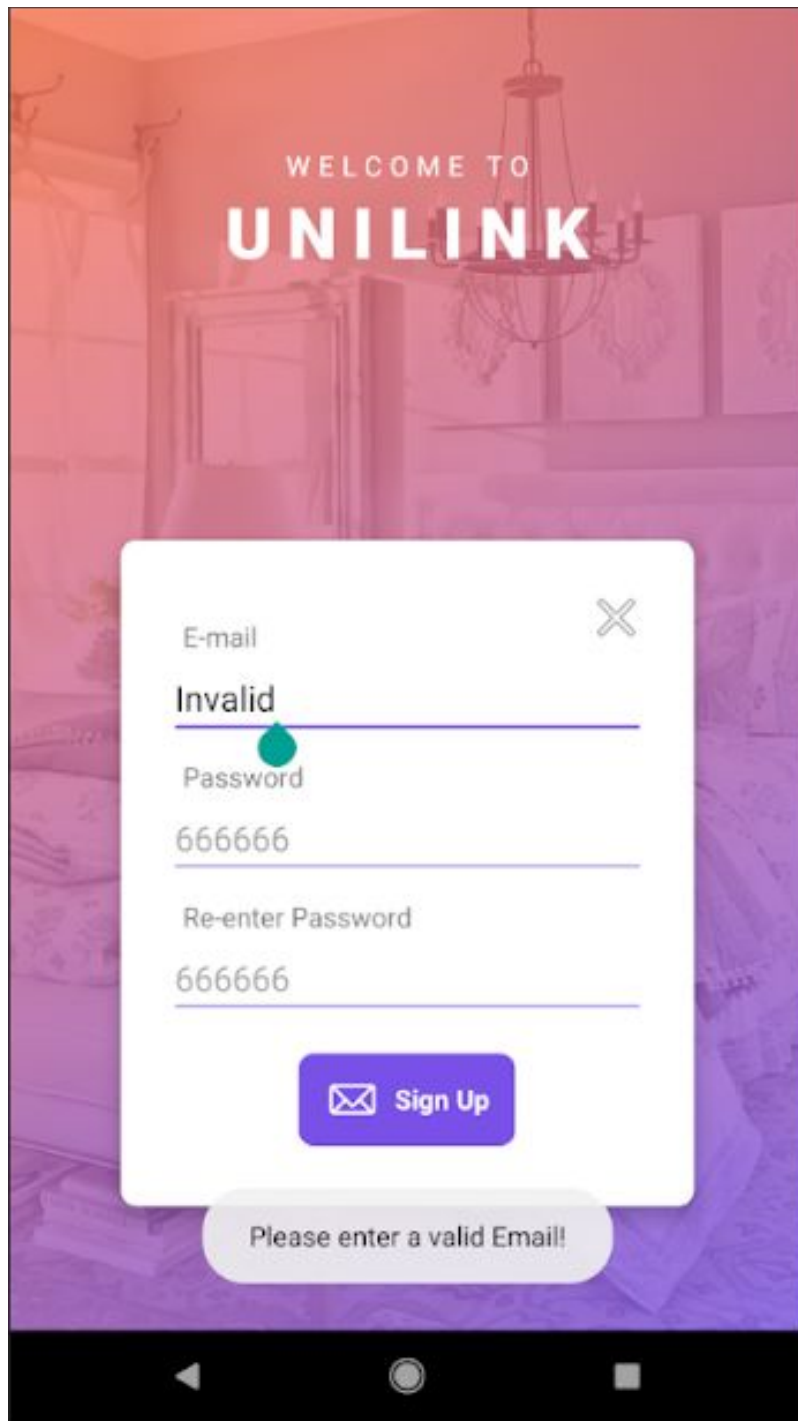 WELCOME TO
UNILINK
E-mail
Invalid
Password
666666
Re-enter Password
666666
Sign Up
Please enter a valid Email!